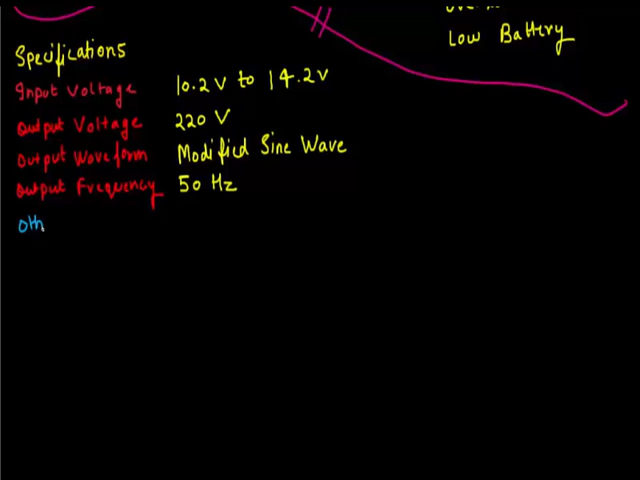 Low Battery
Specifications
Input Voltage 10.2V to 14.2V
Output Voltage 220 V
Output Waveform Modified Sine Wave
Output Frequency 50 Hz
Oth